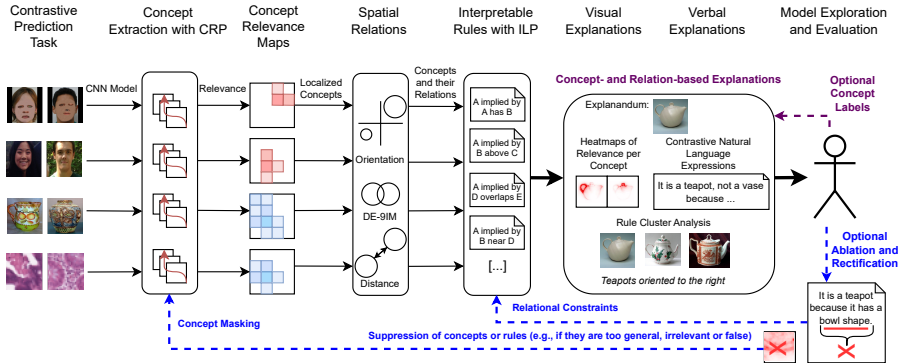 Contrastive
Prediction
Task
Concept
Extraction with CRP
Concept
Relevance
Maps
Spatial
Relations
Interpretable
Rules with ILP
Visual
Explanations
Verbal
Explanations
Model Exploration
and Evaluation
CNN Model
Relevance
Localized
Concepts
Concepts
and their
Relations
Orientation
DE-9IM
Distance
A implied by
A has B
A implied by
B above C
A implied by
D overlaps E
A implied by
B near D
[...]
Concept- and Relation-based Explanations
Explanandum:
Heatmaps of
Relevance per
Concept
Contrastive Natural
Language
Expressions
It is a teapot, not a vase
because ...
Rule Cluster Analysis
Teapots oriented to the right
Optional
Concept
Labels
Optional
Ablation and
Rectification
It is a teapot
because it has a
bowl shape.
Relational Constraints
Concept Masking
Suppression of concepts or rules (e.g., if they are too general, irrelevant or false)